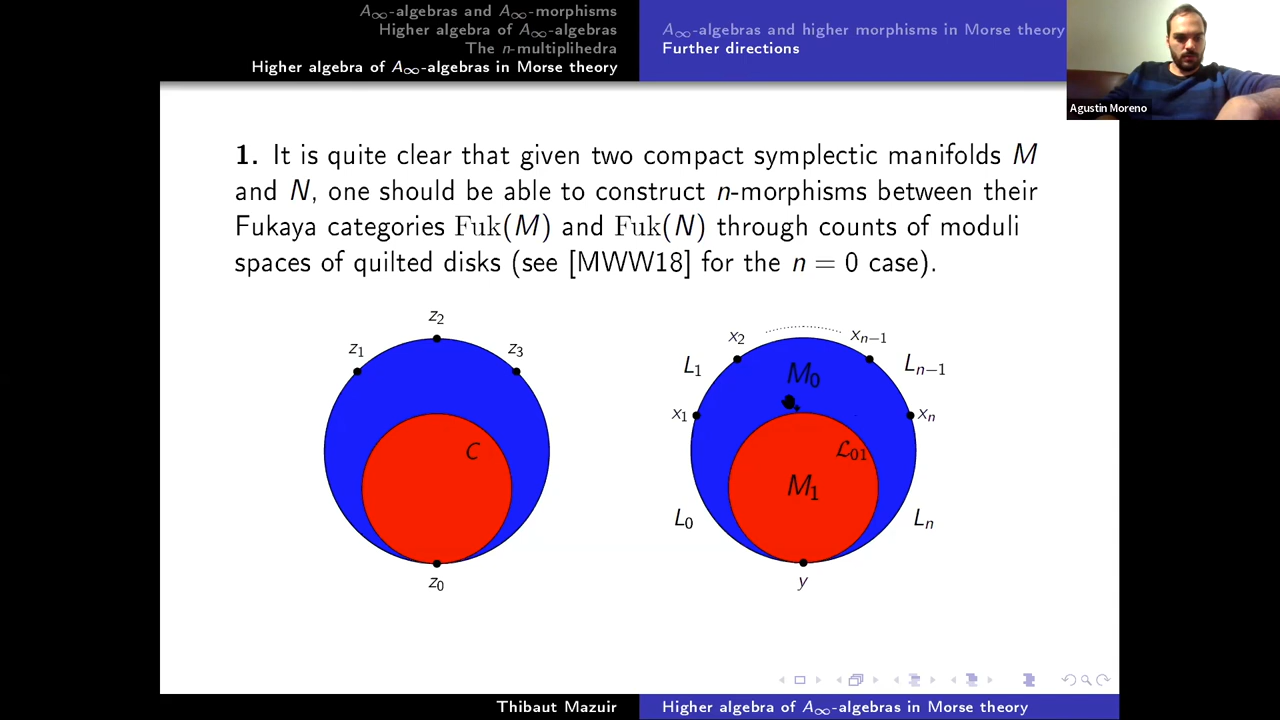 A∞-algebras and A∞-morphisms
Higher algebra of A∞-algebras
The n-multiplihedra
Higher algebra of A∞-algebras in Morse theory
A∞-algebras and higher morphisms in Morse theory
Further directions
Agustin Moreno
1. It is quite clear that given two compact symplectic manifolds M
and N, one should be able to construct n-morphisms between their
Fukaya categories Fuk(M) and Fuk(N) through counts of moduli
spaces of quilted disks (see [MWW18] for the n = 0 case).
z2
z1
z3
C
z0
x2
xn−1
L1
Ln−1
M0
x1
xn
L01
M1
L0
Ln
y
Thibaut Mazuir
Higher algebra of A∞-algebras in Morse theory